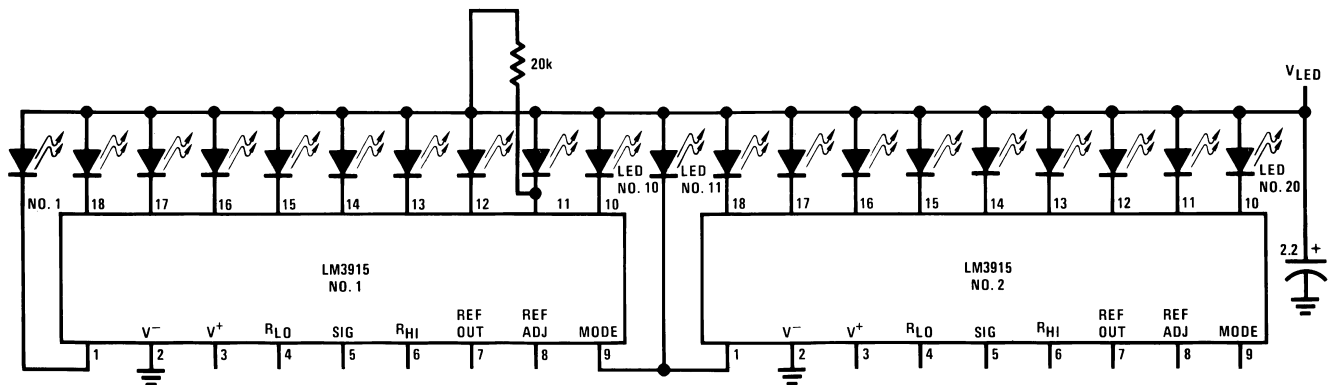 20k
V LED
NO. 1
LED NO. 10
LED NO. 11
LED NO. 20
18 17 16 15 14 13 12 11 10
18 17 16 15 14 13 12 11 10
2.2 +
LM3915
NO. 1
LM3915
NO. 2
V− V+ RLO SIG RHI REF OUT REF ADJ MODE
V− V+ RLO SIG RHI REF OUT REF ADJ MODE
1 2 3 4 5 6 7 8 9
1 2 3 4 5 6 7 8 9